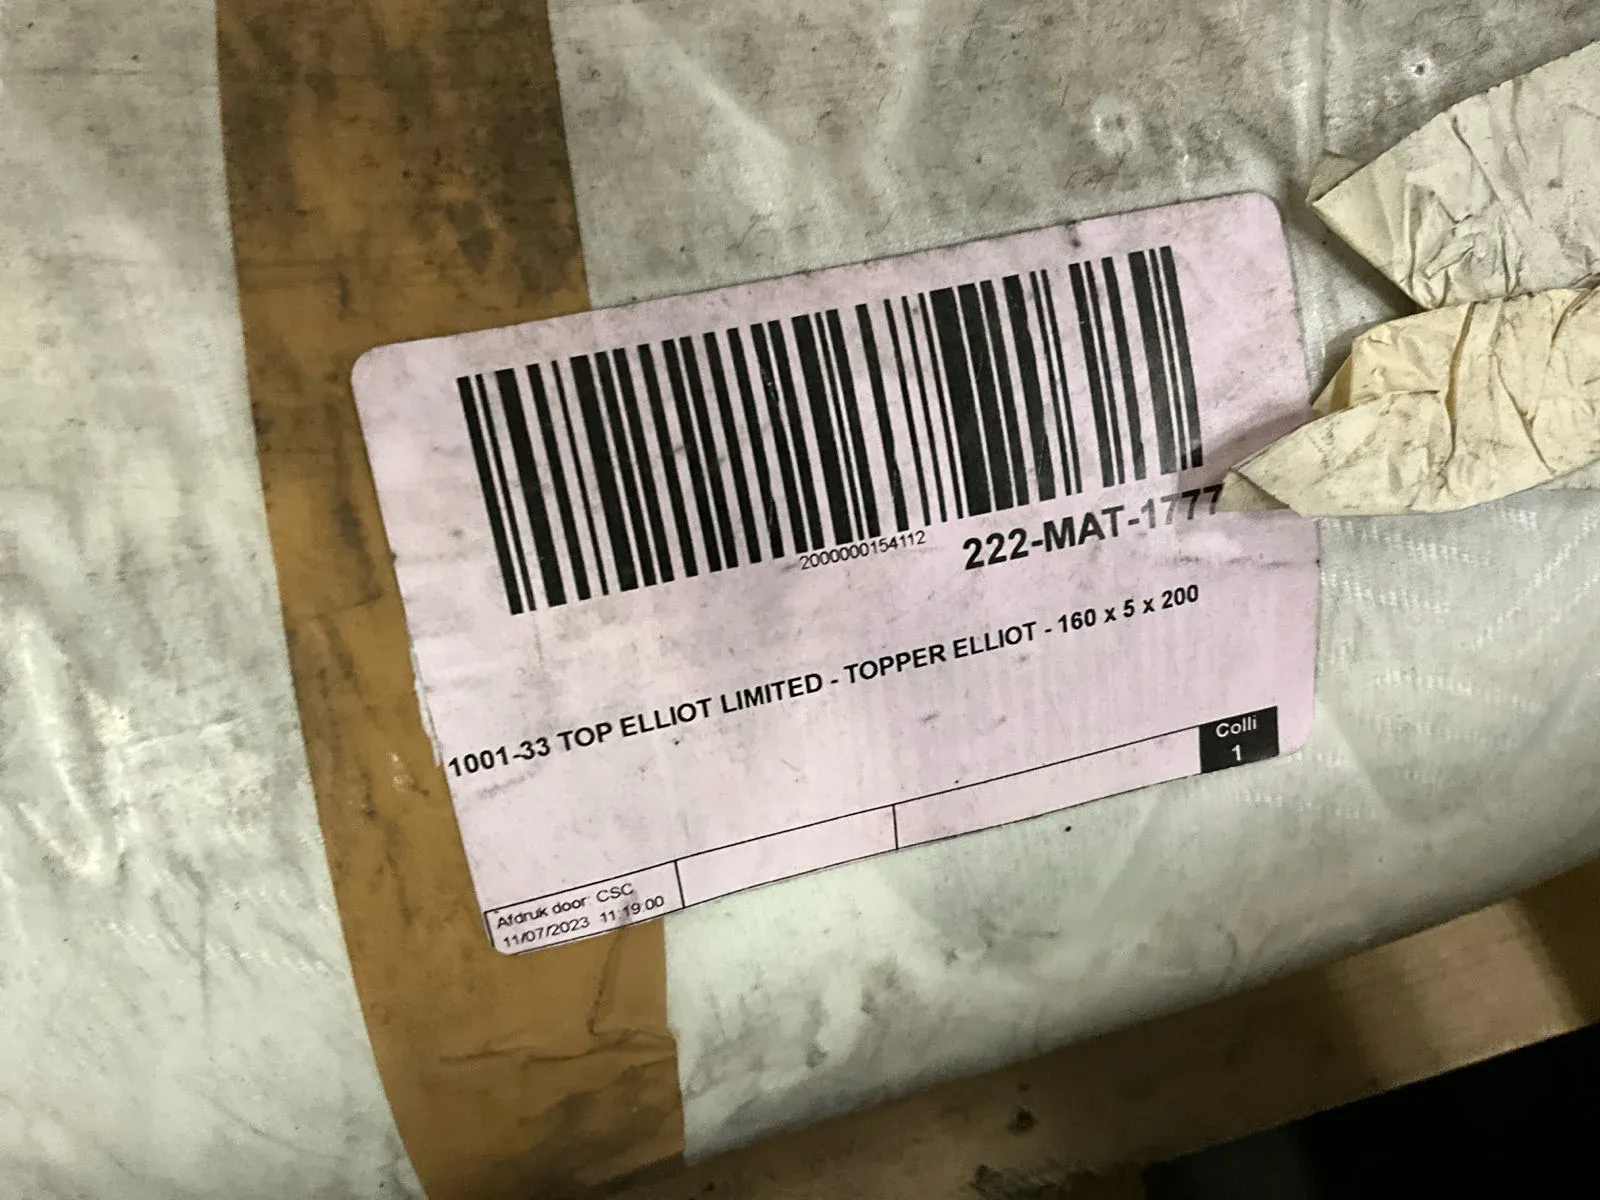 2000000154112
222-MAT-1777
1001-33 TOP ELLIOT LIMITED - TOPPER ELLIOT - 160 x 5 x 200
Colli
1
Afdruk door: CSC
11/07/2023 11:19:00